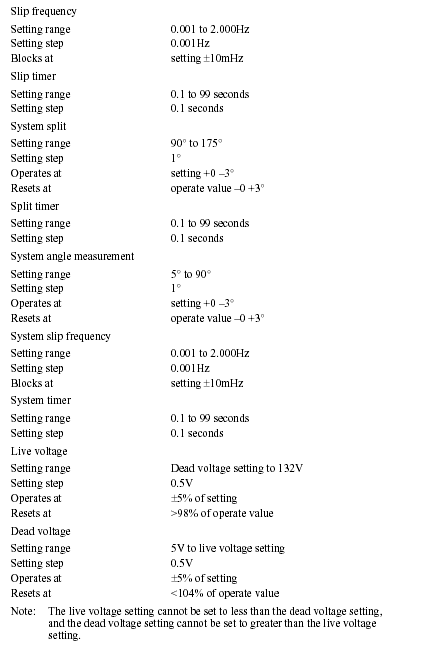 Slip frequency
Setting range 0.001 to 2.000Hz
Setting step 0.001Hz
Blocks at setting ±10mHz
Slip timer
Setting range 0.1 to 99 seconds
Setting step 0.1 seconds
System split
Setting range 90° to 175°
Setting step 1°
Operates at setting +0 –3°
Resets at operate value –0 +3°
Split timer
Setting range 0.1 to 99 seconds
Setting step 0.1 seconds
System angle measurement
Setting range 5° to 90°
Setting step 1°
Operates at setting +0 –3°
Resets at operate value –0 +3°
System slip frequency
Setting range 0.001 to 2.000Hz
Setting step 0.001Hz
Blocks at setting ±10mHz
System timer
Setting range 0.1 to 99 seconds
Setting step 0.1 seconds
Live voltage
Setting range Dead voltage setting to 132V
Setting step 0.5V
Operates at ±5% of setting
Resets at >98% of operate value
Dead voltage
Setting range 5V to live voltage setting
Setting step 0.5V
Operates at ±5% of setting
Resets at <104% of operate value
Note: The live voltage setting cannot be set to less than the dead voltage setting,
and the dead voltage setting cannot be set to greater than the live voltage
setting.